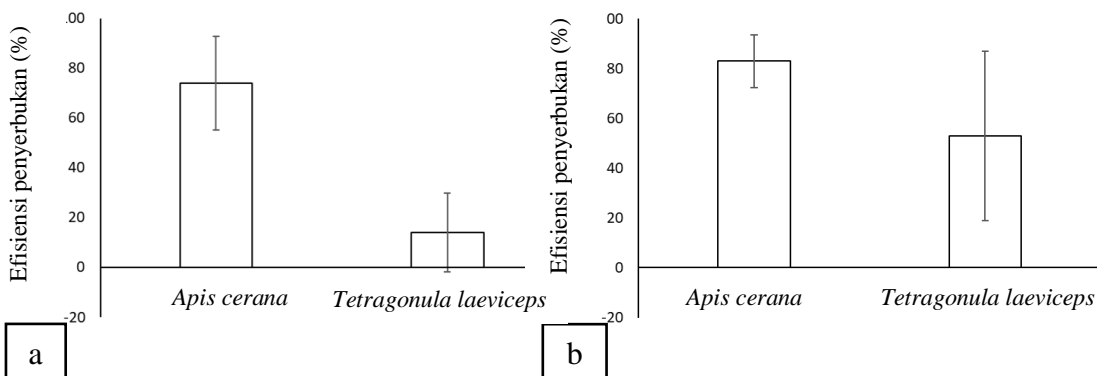 Efisiensi penyerbukan (%)
00
80
60
40
20
0
-20
Apis cerana
Tetragonula laeviceps
a
Efisiensi penyerbukan (%)
00
80
60
40
20
0
-20
Apis cerana
Tetragonula laeviceps
b